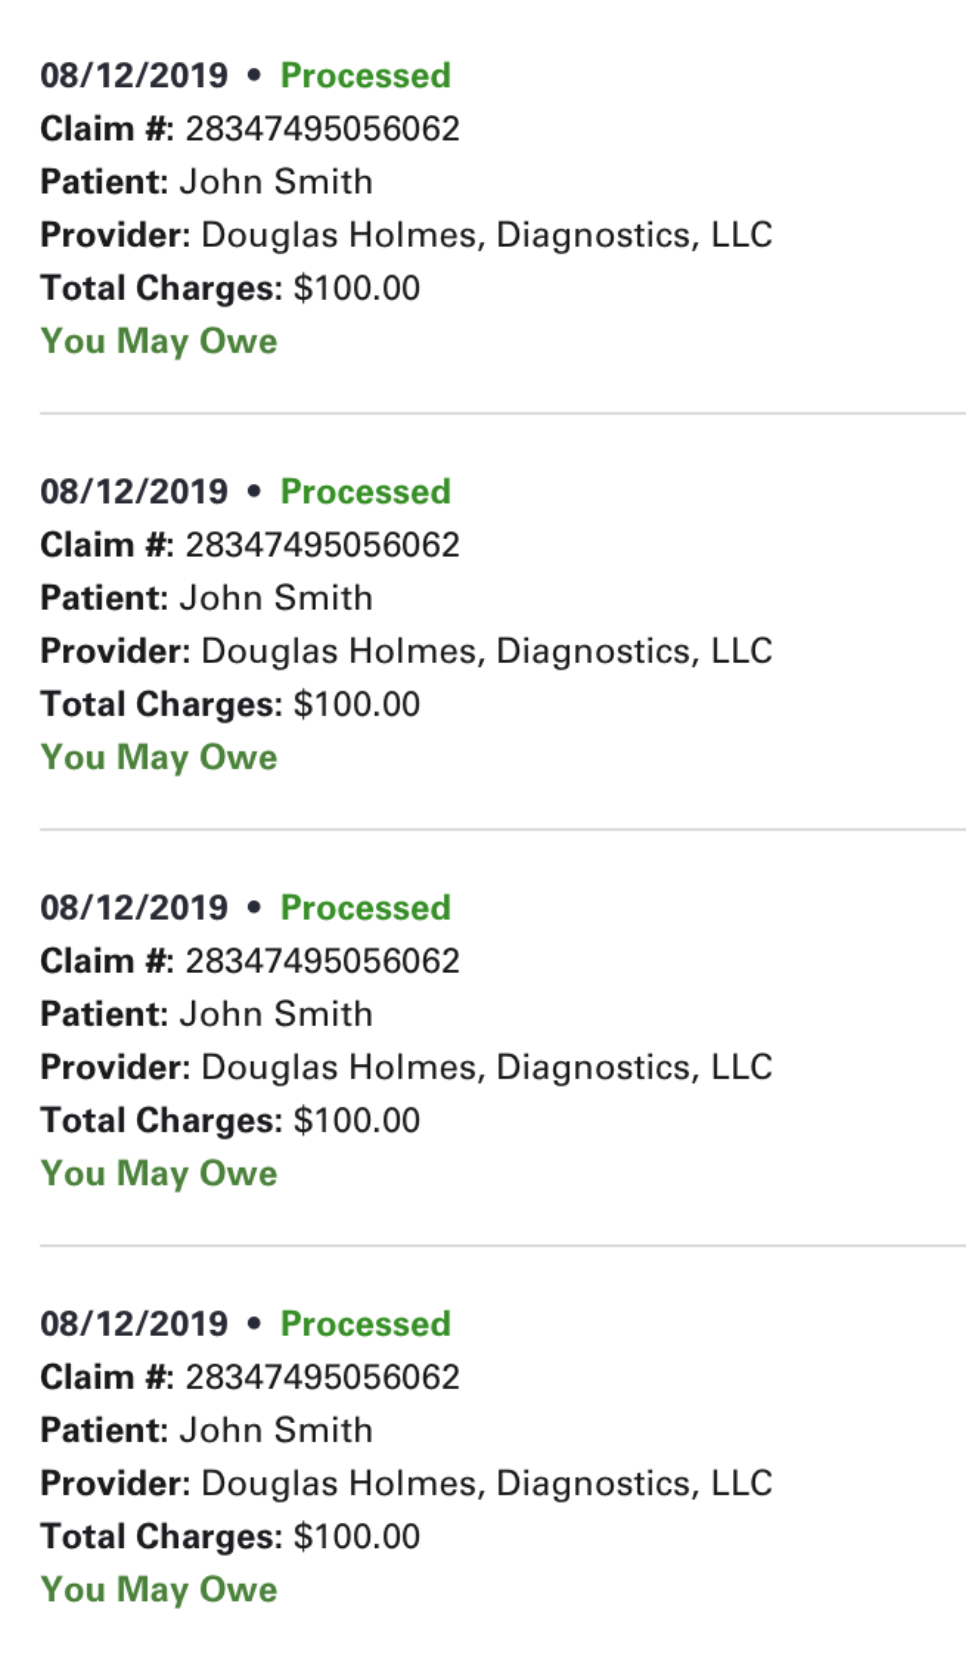 08/12/2019 • Processed
Claim #: 28347495056062
Patient: John Smith
Provider: Douglas Holmes, Diagnostics, LLC
Total Charges: $100.00
You May Owe
08/12/2019 • Processed
Claim #: 28347495056062
Patient: John Smith
Provider: Douglas Holmes, Diagnostics, LLC
Total Charges: $100.00
You May Owe
08/12/2019 • Processed
Claim #: 28347495056062
Patient: John Smith
Provider: Douglas Holmes, Diagnostics, LLC
Total Charges: $100.00
You May Owe
08/12/2019 • Processed
Claim #: 28347495056062
Patient: John Smith
Provider: Douglas Holmes, Diagnostics, LLC
Total Charges: $100.00
You May Owe